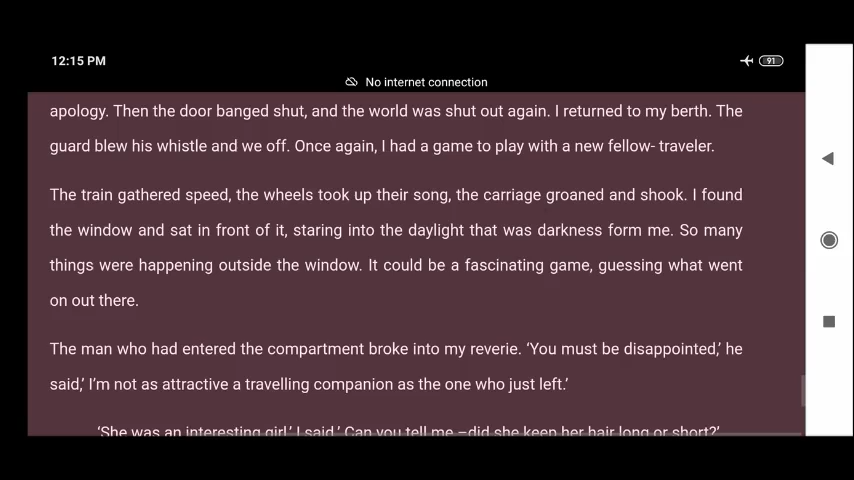 12:15 PM
91
No internet connection
apology. Then the door banged shut, and the world was shut out again. I returned to my berth. The
guard blew his whistle and we off. Once again, I had a game to play with a new fellow- traveler.
The train gathered speed, the wheels took up their song, the carriage groaned and shook. I found
the window and sat in front of it, staring into the daylight that was darkness form me. So many
things were happening outside the window. It could be a fascinating game, guessing what went
on out there.
The man who had entered the compartment broke into my reverie. ‘You must be disappointed,’ he
said,’ I’m not as attractive a travelling companion as the one who just left.’
‘She was an interesting girl,’ I said,’ Can you tell me –did she keep her hair long or short?’